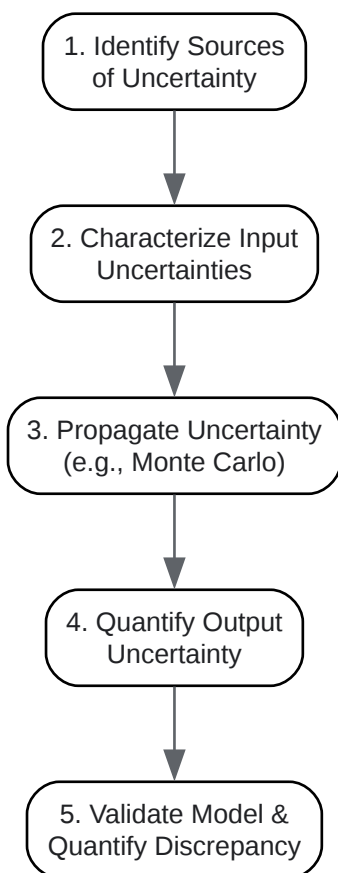 1. Identify Sources
of Uncertainty
2. Characterize Input
Uncertainties
3. Propagate Uncertainty
(e.g., Monte Carlo)
4. Quantify Output
Uncertainty
5. Validate Model &
Quantify Discrepancy